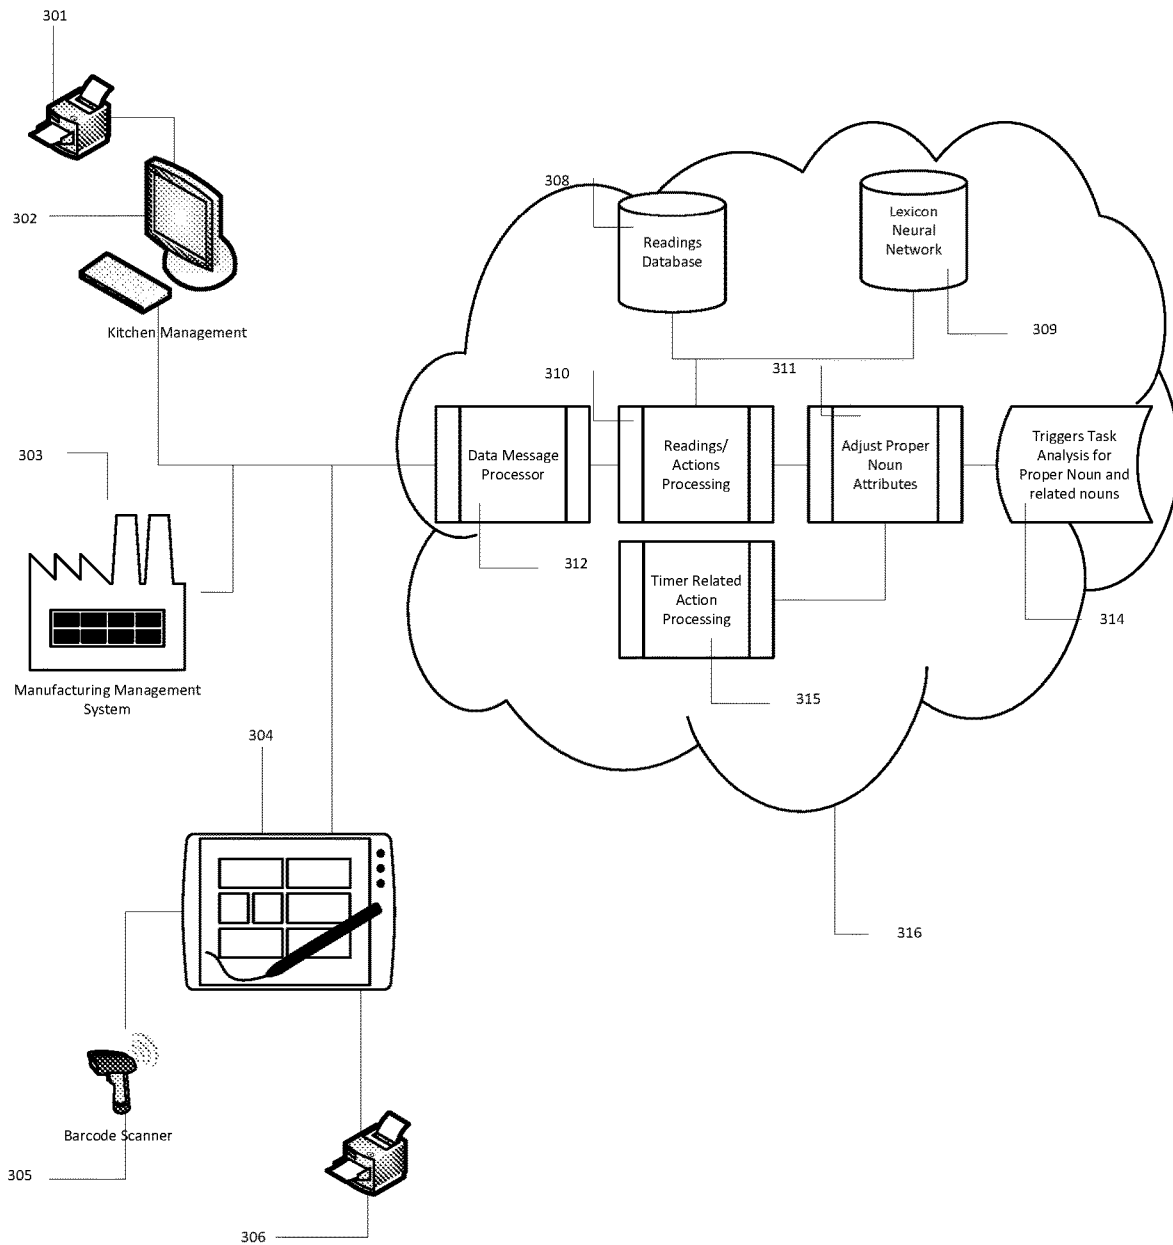 301
302
Kitchen Management
303
Manufacturing Management
System
304
305
Barcode Scanner
306
308
Readings
Database
Lexicon
Neural
Network
309
310
311
Data Message
Processor
Readings/
Actions
Processing
Adjust Proper
Noun
Attributes
Triggers Task
Analysis for
Proper Noun and
related nouns
312
Timer Related
Action
Processing
314
315
316